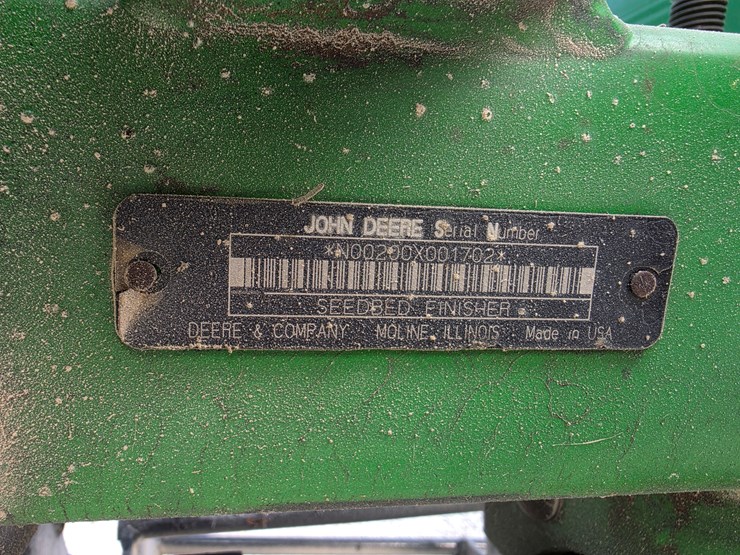 JOHN DEERE Serial Number
*N00200X001702*
SEEDBED FINISHER
DEERE & COMPANY MOLINE, ILLINOIS Made in USA